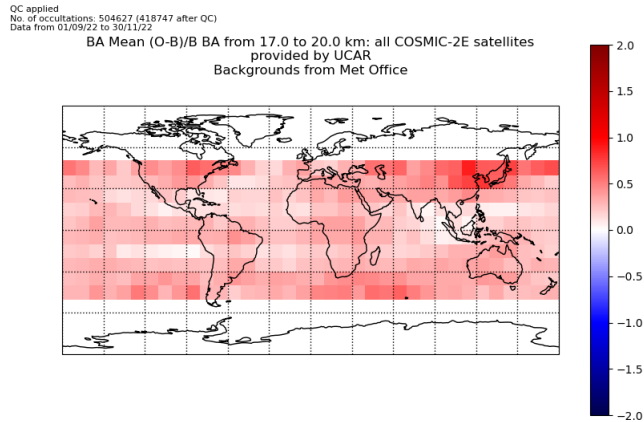 QC applied
No. of occultations: 504627 (418747 after QC)
Data from 01/09/22 to 30/11/22
BA Mean (O-B)/B BA from 17.0 to 20.0 km: all COSMIC-2E satellites
provided by UCAR
Backgrounds from Met Office
2.0
1.5
1.0
0.5
0.0
−0.5
−1.0
−1.5
−2.0